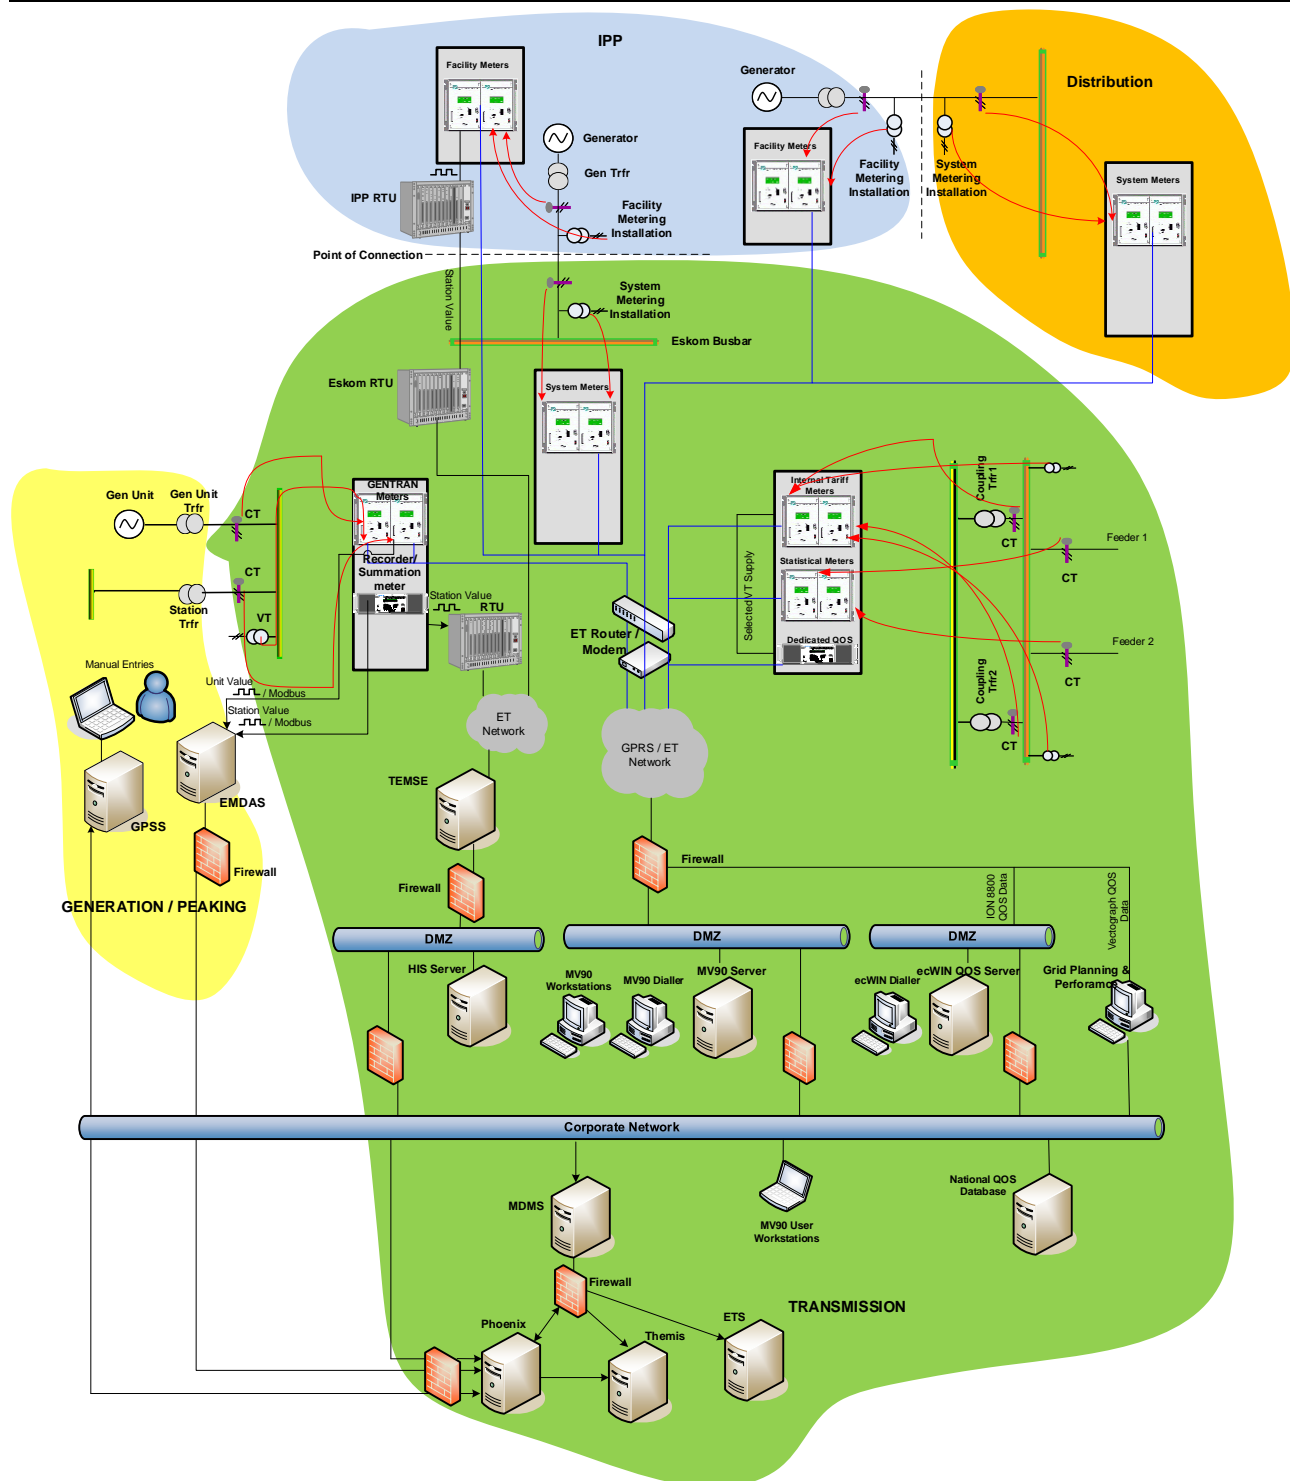 IPP
Facility Meters
Generator
Distribution
Generator
Gen Trfr
Facility Meters
Facility
Metering
Installation
System
Metering
Installation
System Meters
IPP RTU
Facility
Metering
Installation
Point of Connection
Station Value
System
Metering
Installation
Eskom Busbar
Eskom RTU
System Meters
Gen Unit
Gen Unit
Trfr
CT
GENTRAN
Meters
Recorder/
Summation
meter
CT
Station
Trfr
VT
Station Value
RTU
ET Router /
Modem
Selected VT Supply
Internal Tariff
Meters
Statistical Meters
Dedicated QOS
Coupling
Trfr1
CT
Feeder 1
CT
Feeder 2
CT
Coupling
Trfr2
CT
Manual Entries
Unit Value
/ Modbus
Station Value
/ Modbus
ET
Network
GPRS / ET
Network
TEMSE
EMDAS
GPSS
Firewall
GENERATION / PEAKING
Firewall
Firewall
ION 8800
QOS Data
Vectograph QOS
Data
DMZ
DMZ
DMZ
HIS Server
MV90
Workstations
MV90 Dialler
MV90 Server
ecWIN Dialler
ecWIN QOS Server
Grid Planning &
Perforamce
Corporate Network
MDMS
MV90 User
Workstations
National QOS
Database
Firewall
TRANSMISSION
Phoenix
Themis
ETS